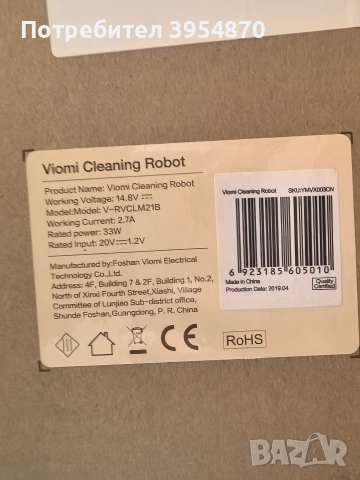 Потребител 3954870
Viomi Cleaning Robot
Product Name: Viomi Cleaning Robot
Working Voltage: 14.8V
Model:Model: V-RVCLM21B
Working Current: 2.7A
Rated power: 33W
Rated input: 20V 1.2V
Manufactured by:Foshan Viomi Electrical
Technology Co.,Ltd.
Address: 4F, Building 7 & 2F, Building 1, No.2,
North of Xinxi Fourth Street,Xiashi, Village
Committee of Lunjiao Sub-district office,
Shunde Foshan,Guangdong, P. R. China
CE
RoHS
Viomi Cleaning Robot SKU:YMVX003CN
6 923185 605010
Made in China
Production Date: 2019.04
Quality
Certified
bazar
.bg